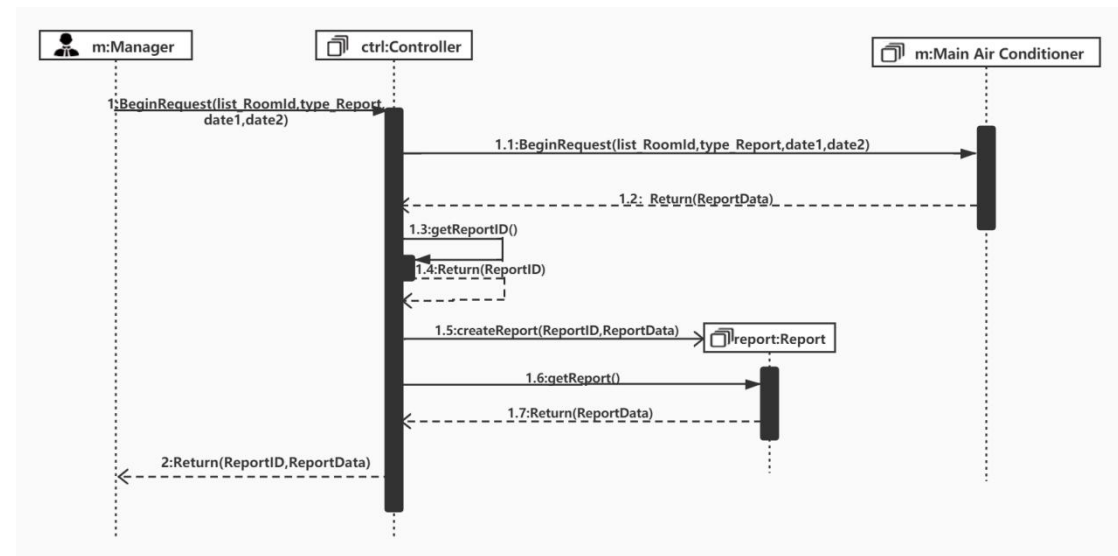 m:Manager
ctrl:Controller
m:Main Air Conditioner
1:BeginRequest(list_RoomId,type_Report,
date1,date2)
1.1:BeginRequest(list_RoomId,type_Report,date1,date2)
1.2: Return(ReportData)
1.3:getReportID()
1.4:Return(ReportID)
1.5:createReport(ReportID,ReportData)
report:Report
1.6:getReport()
1.7:Return(ReportData)
2:Return(ReportID,ReportData)